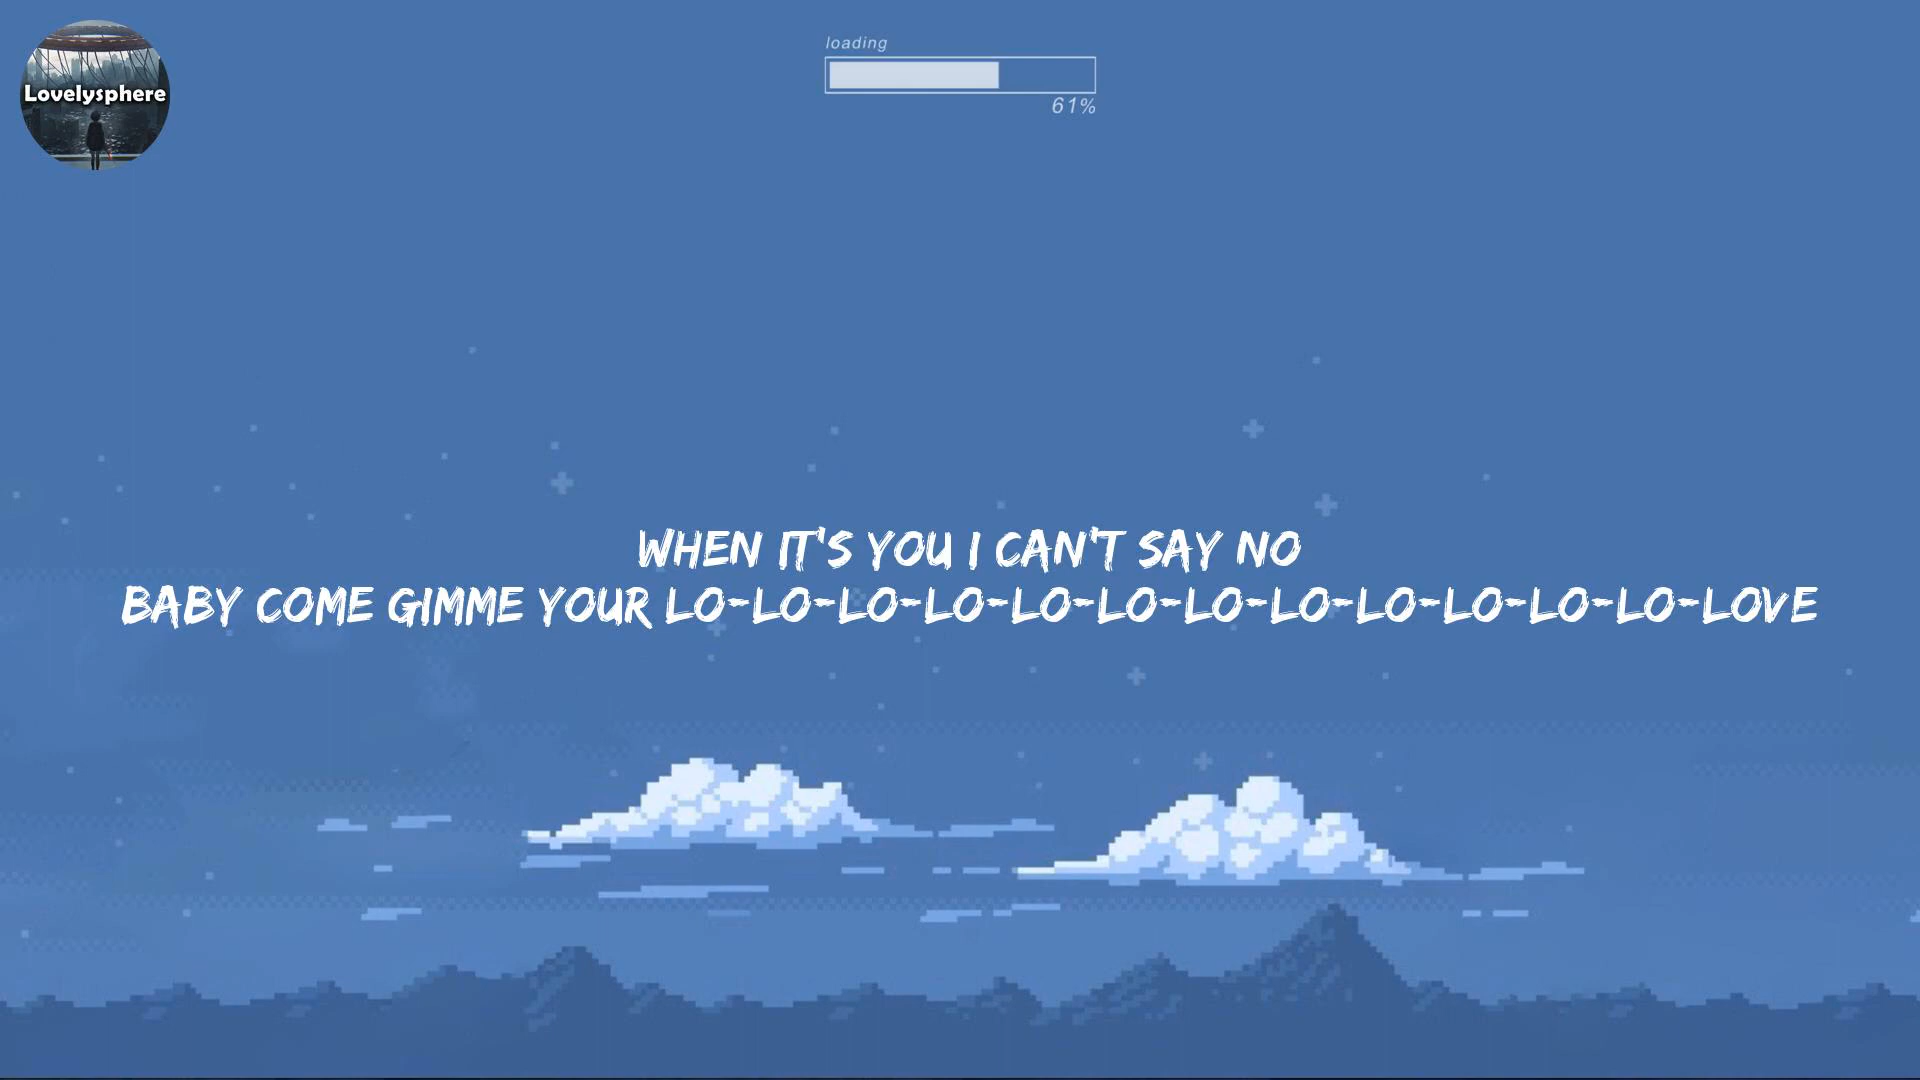 Lovelysphere
loading
61%
WHEN IT'S YOU I CAN'T SAY NO
BABY COME GIMME YOUR LO-LO-LO-LO-LO-LO-LO-LO-LO-LO-LO-LO-LOVE